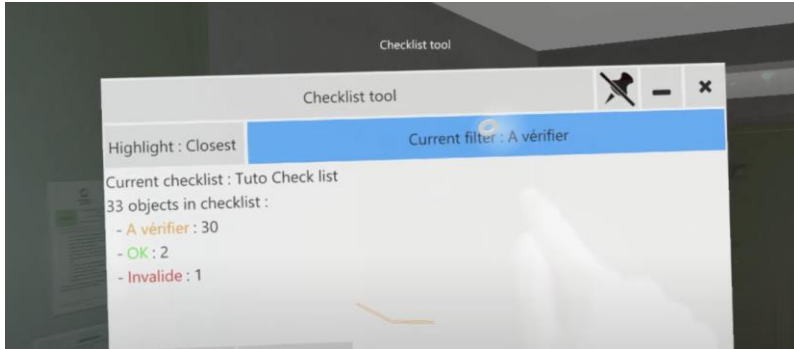 Checklist tool
Checklist tool
Highlight : Closest
Current filter : A vérifier
Current checklist : Tuto Check list
33 objects in checklist :
- A vérifier : 30
- OK : 2
- Invalide : 1